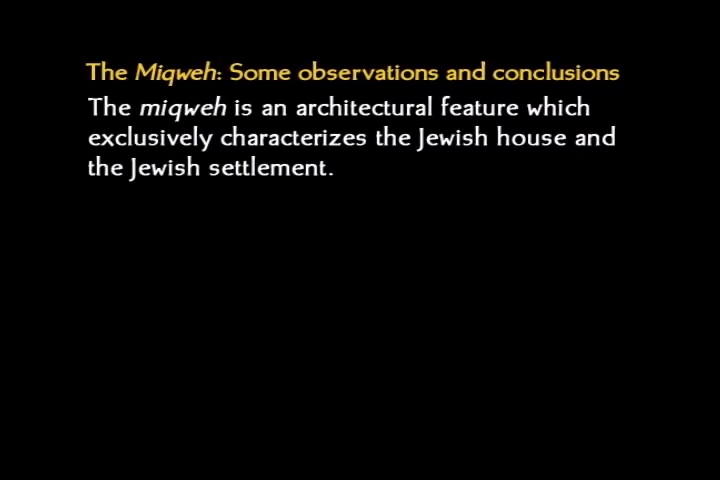 The Miqweh: Some observations and conclusions
The miqweh is an architectural feature which
exclusively characterizes the Jewish house and
the Jewish settlement.